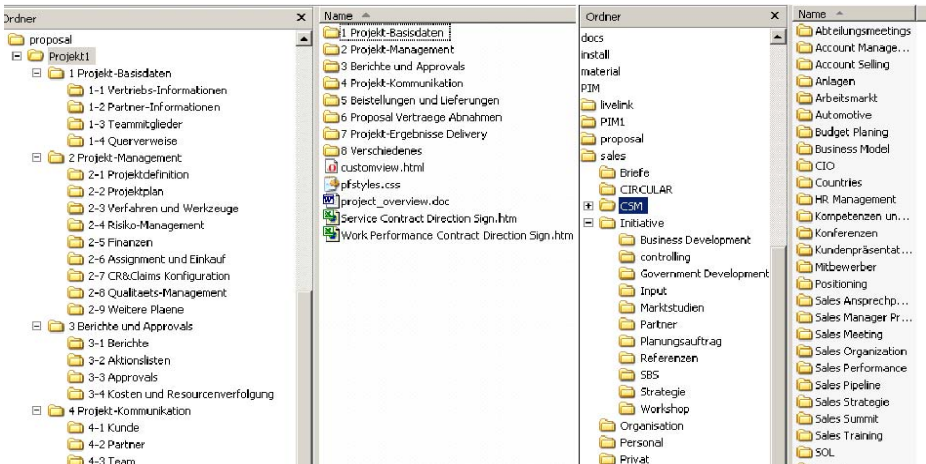 Ordner
proposal
Projekt1
1 Projekt-Basisdaten
1-1 Vertriebs-Informationen
1-2 Partner-Informationen
1-3 Teammitglieder
1-4 Querverweise
2 Projekt-Management
2-1 Projektdefinition
2-2 Projektplan
2-3 Verfahren und Werkzeuge
2-4 Risiko-Management
2-5 Finanzen
2-6 Assignment und Einkauf
2-7 CR&Claims Konfiguration
2-8 Qualitaets-Management
2-9 Weitere Plaene
3 Berichte und Approvals
3-1 Berichte
3-2 Aktionslisten
3-3 Approvals
3-4 Kosten und Resourcenverfolgung
4 Projekt-Kommunikation
4-1 Kunde
4-2 Partner
4-3 Team
Name
1 Projekt-Basisdaten
2 Projekt-Management
3 Berichte und Approvals
4 Projekt-Kommunikation
5 Beistellungen und Lieferungen
6 Proposal Vertraege Abnahmen
7 Projekt-Ergebnisse Delivery
8 Verschiedenes
customview.html
pfstyles.css
project_overview.doc
Service Contract Direction Sign.htm
Work Performance Contract Direction Sign.htm
Ordner
docs
install
material
PIM
livelink
PIM1
proposal
sales
Briefe
CIRCULAR
CSM
Initiative
Business Development
controlling
Government Development
Input
Marktstudien
Partner
Planungsauftrag
Referenzen
SBS
Strategie
Workshop
Organisation
Personal
Privat
Name
Abteilungsmeetings
Account Manage...
Account Selling
Anlagen
Arbeitsmarkt
Automotive
Budget Planing
Business Model
CIO
Countries
HR Management
Kompetenzen un...
Konferenzen
Kundenpräsentat...
Mitbewerber
Positioning
Sales Ansprechp...
Sales Manager Pr...
Sales Meeting
Sales Organization
Sales Performance
Sales Pipeline
Sales Strategie
Sales Summit
Sales Training
SOL